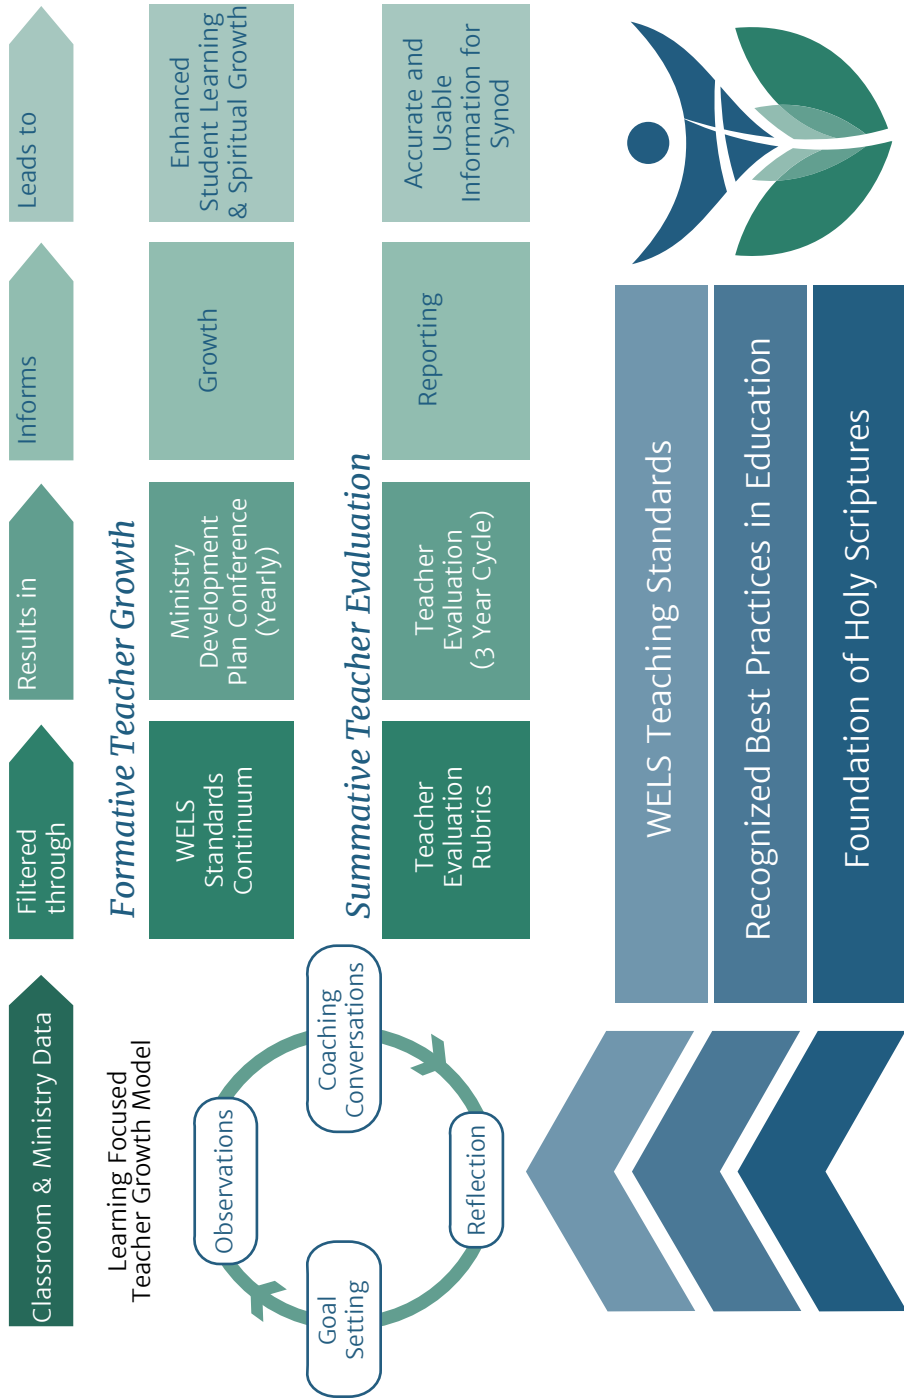 Classroom & Ministry Data
Filtered
through
Results in
Informs
Leads to
Learning Focused
Teacher Growth Model
Observations
Coaching
Conversations
Reflection
Goal
Setting
Formative Teacher Growth
WELS
Standards
Continuum
Ministry
Development
Plan Conference
(Yearly)
Growth
Enhanced
Student Learning
& Spiritual Growth
Summative Teacher Evaluation
Teacher
Evaluation
Rubrics
Teacher
Evaluation
(3 Year Cycle)
Reporting
Accurate and
Usable
Information for
Synod
WELS Teaching Standards
Recognized Best Practices in Education
Foundation of Holy Scriptures